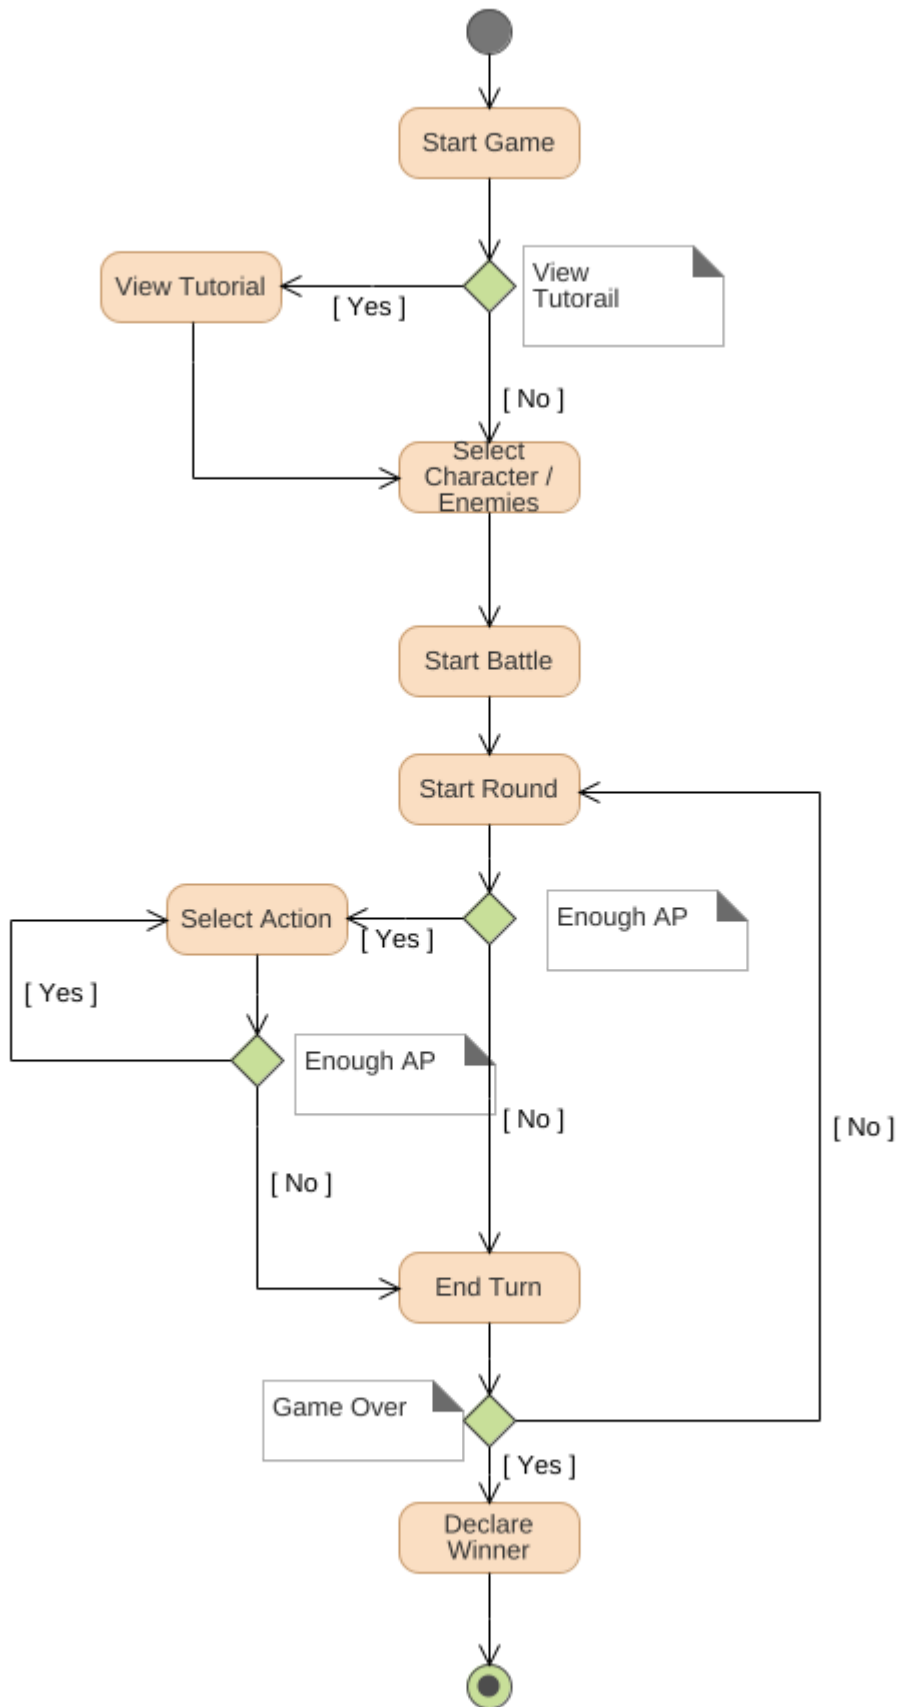 Start Game
View Tutorial
[ Yes ]
View
Tutorail
[ No ]
Select
Character /
Enemies
Start Battle
Start Round
Select Action
[ Yes ]
Enough AP
[ Yes ]
Enough AP
[ No ]
[ No ]
[ No ]
End Turn
Game Over
[ Yes ]
Declare
Winner